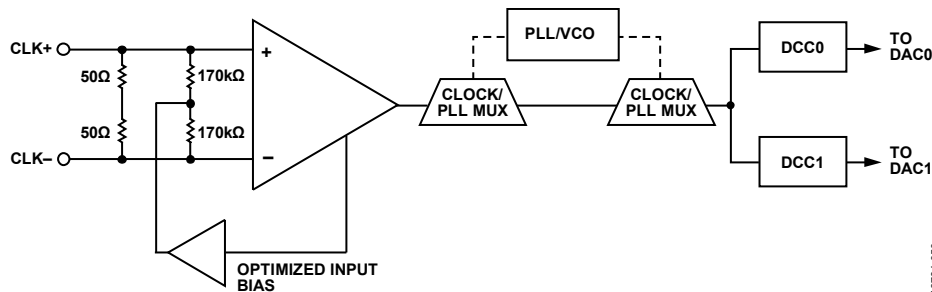 CLK+
50Ω
50Ω
CLK–
170kΩ
170kΩ
+
–
OPTIMIZED INPUT
BIAS
PLL/VCO
CLOCK/
PLL MUX
CLOCK/
PLL MUX
DCC0
TO
DAC0
DCC1
TO
DAC1